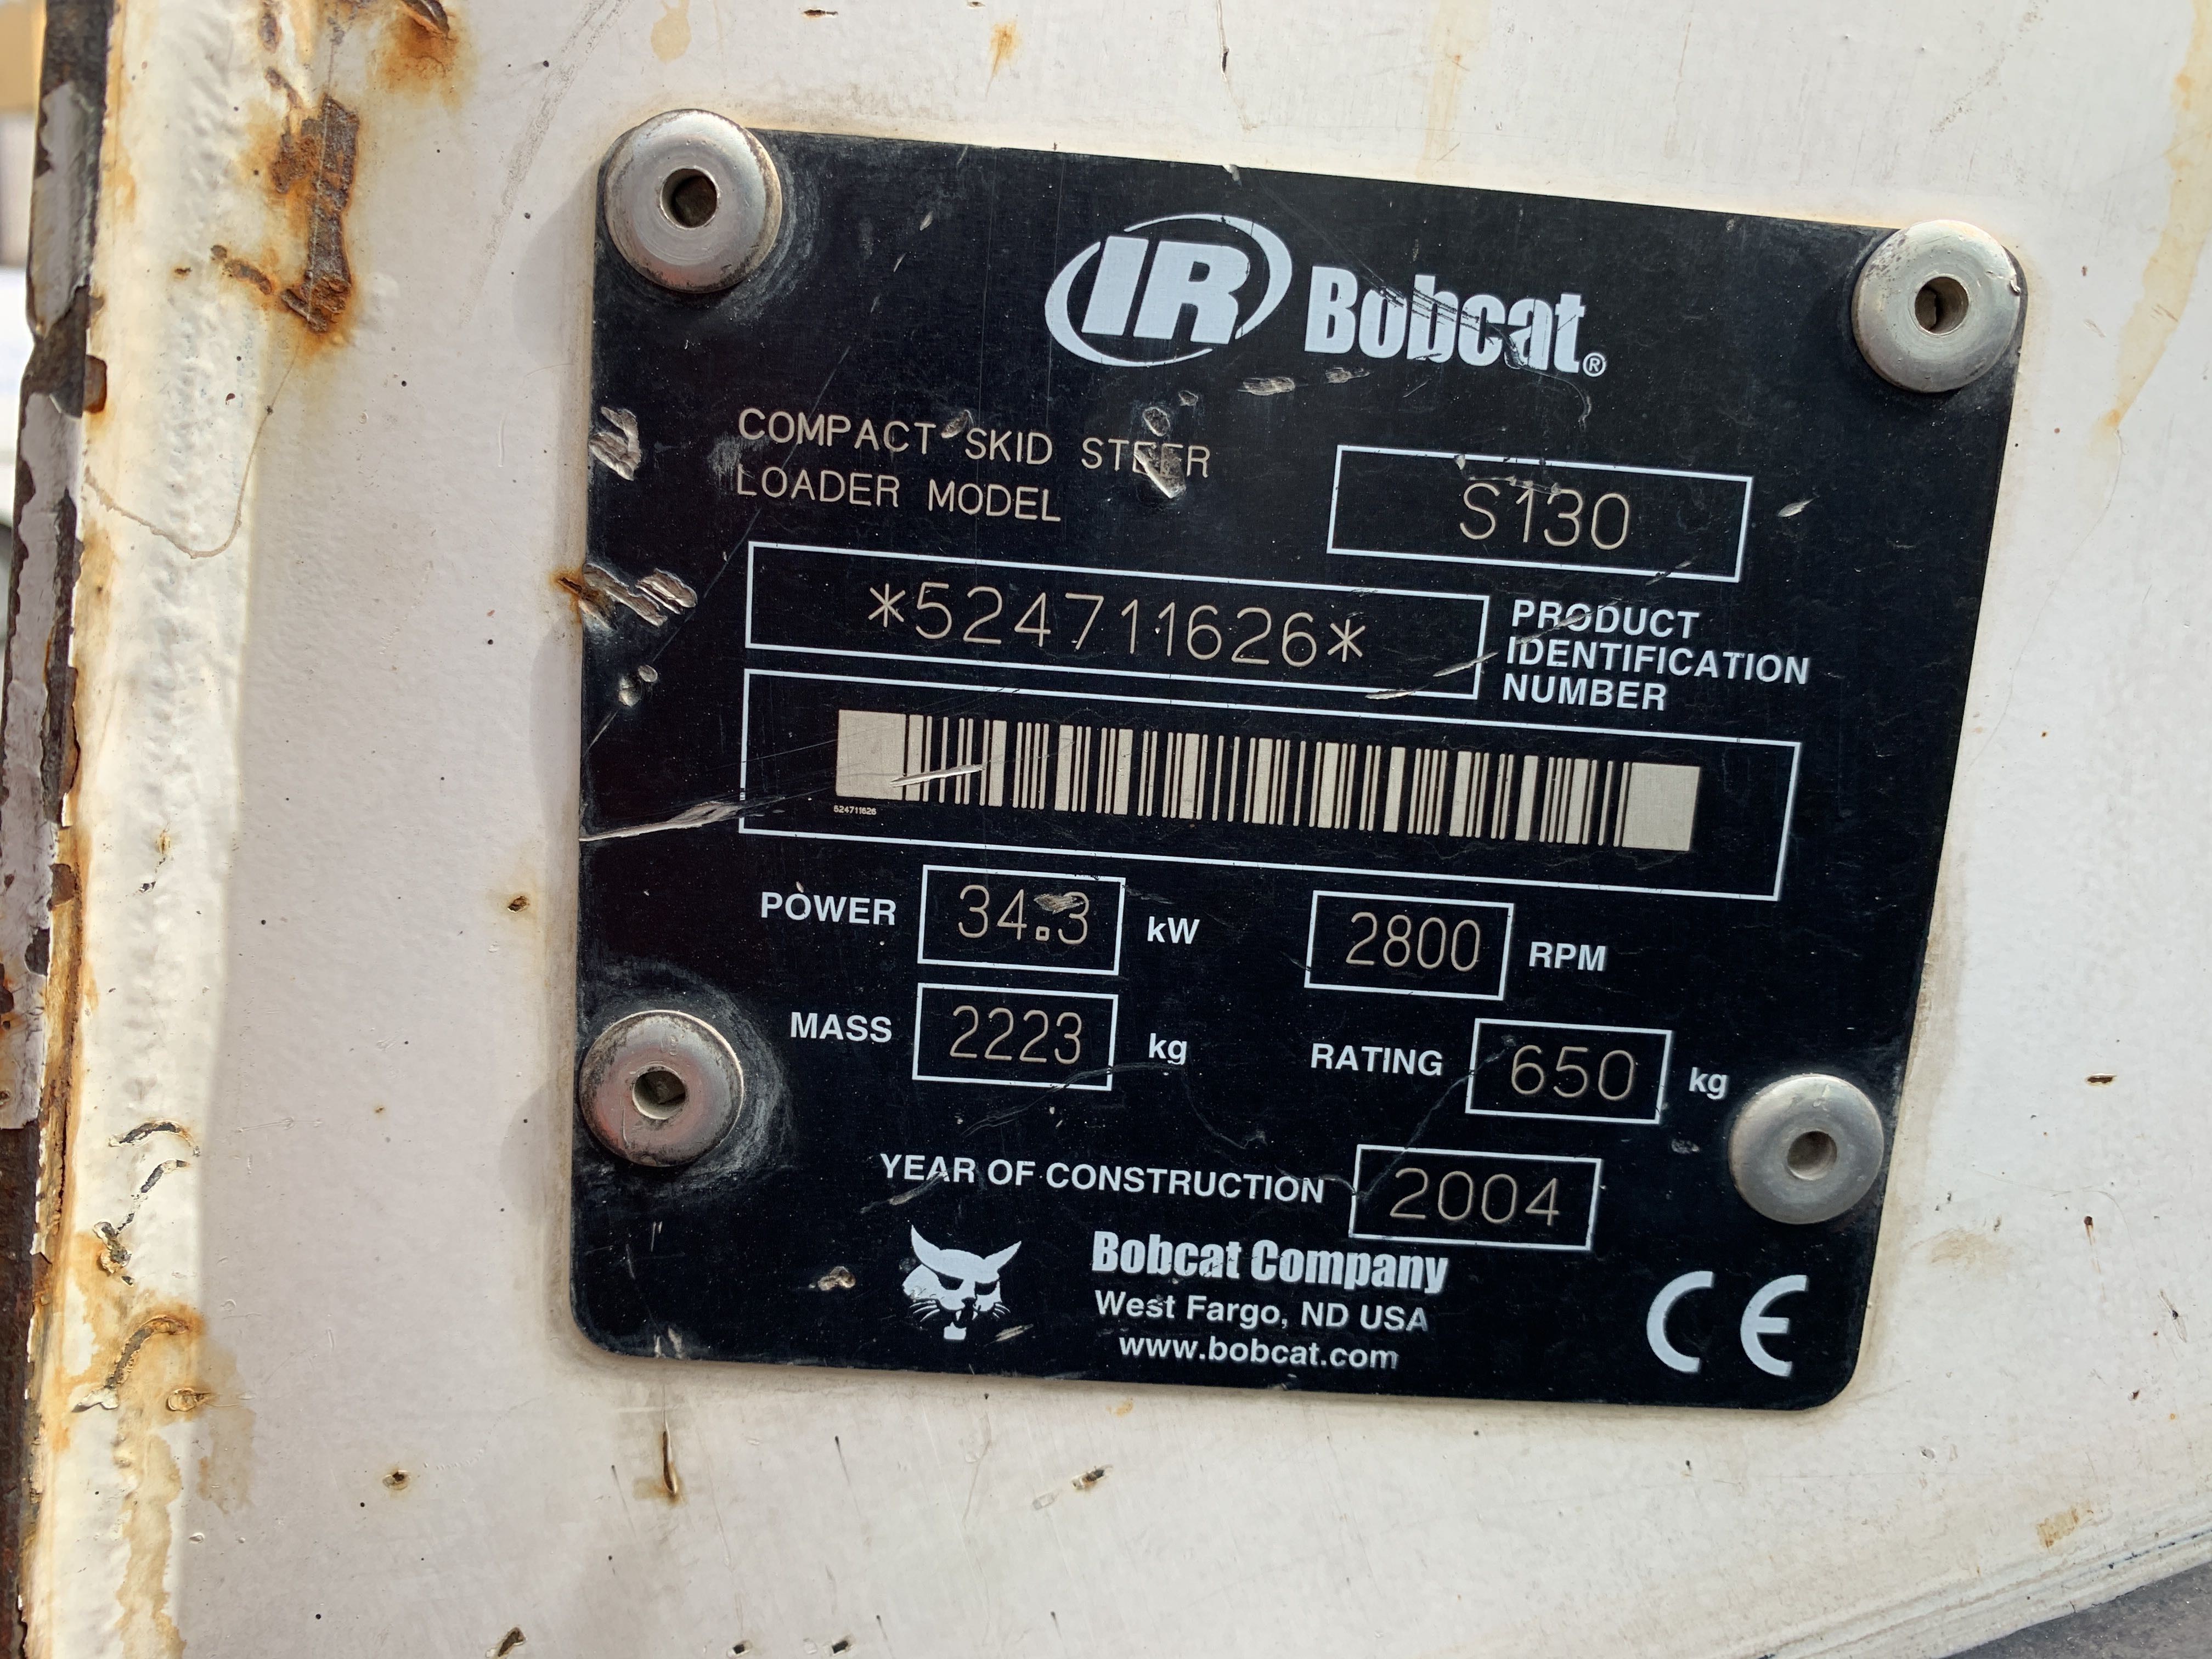 IR Bobcat®
COMPACT SKID STEER
LOADER MODEL
S130
*524711626*
PRODUCT
IDENTIFICATION
NUMBER
524711626
POWER 34.3 kW 2800 RPM
MASS 2223 kg RATING 650 kg
YEAR OF CONSTRUCTION 2004
Bobcat Company
West Fargo, ND USA
www.bobcat.com
CE